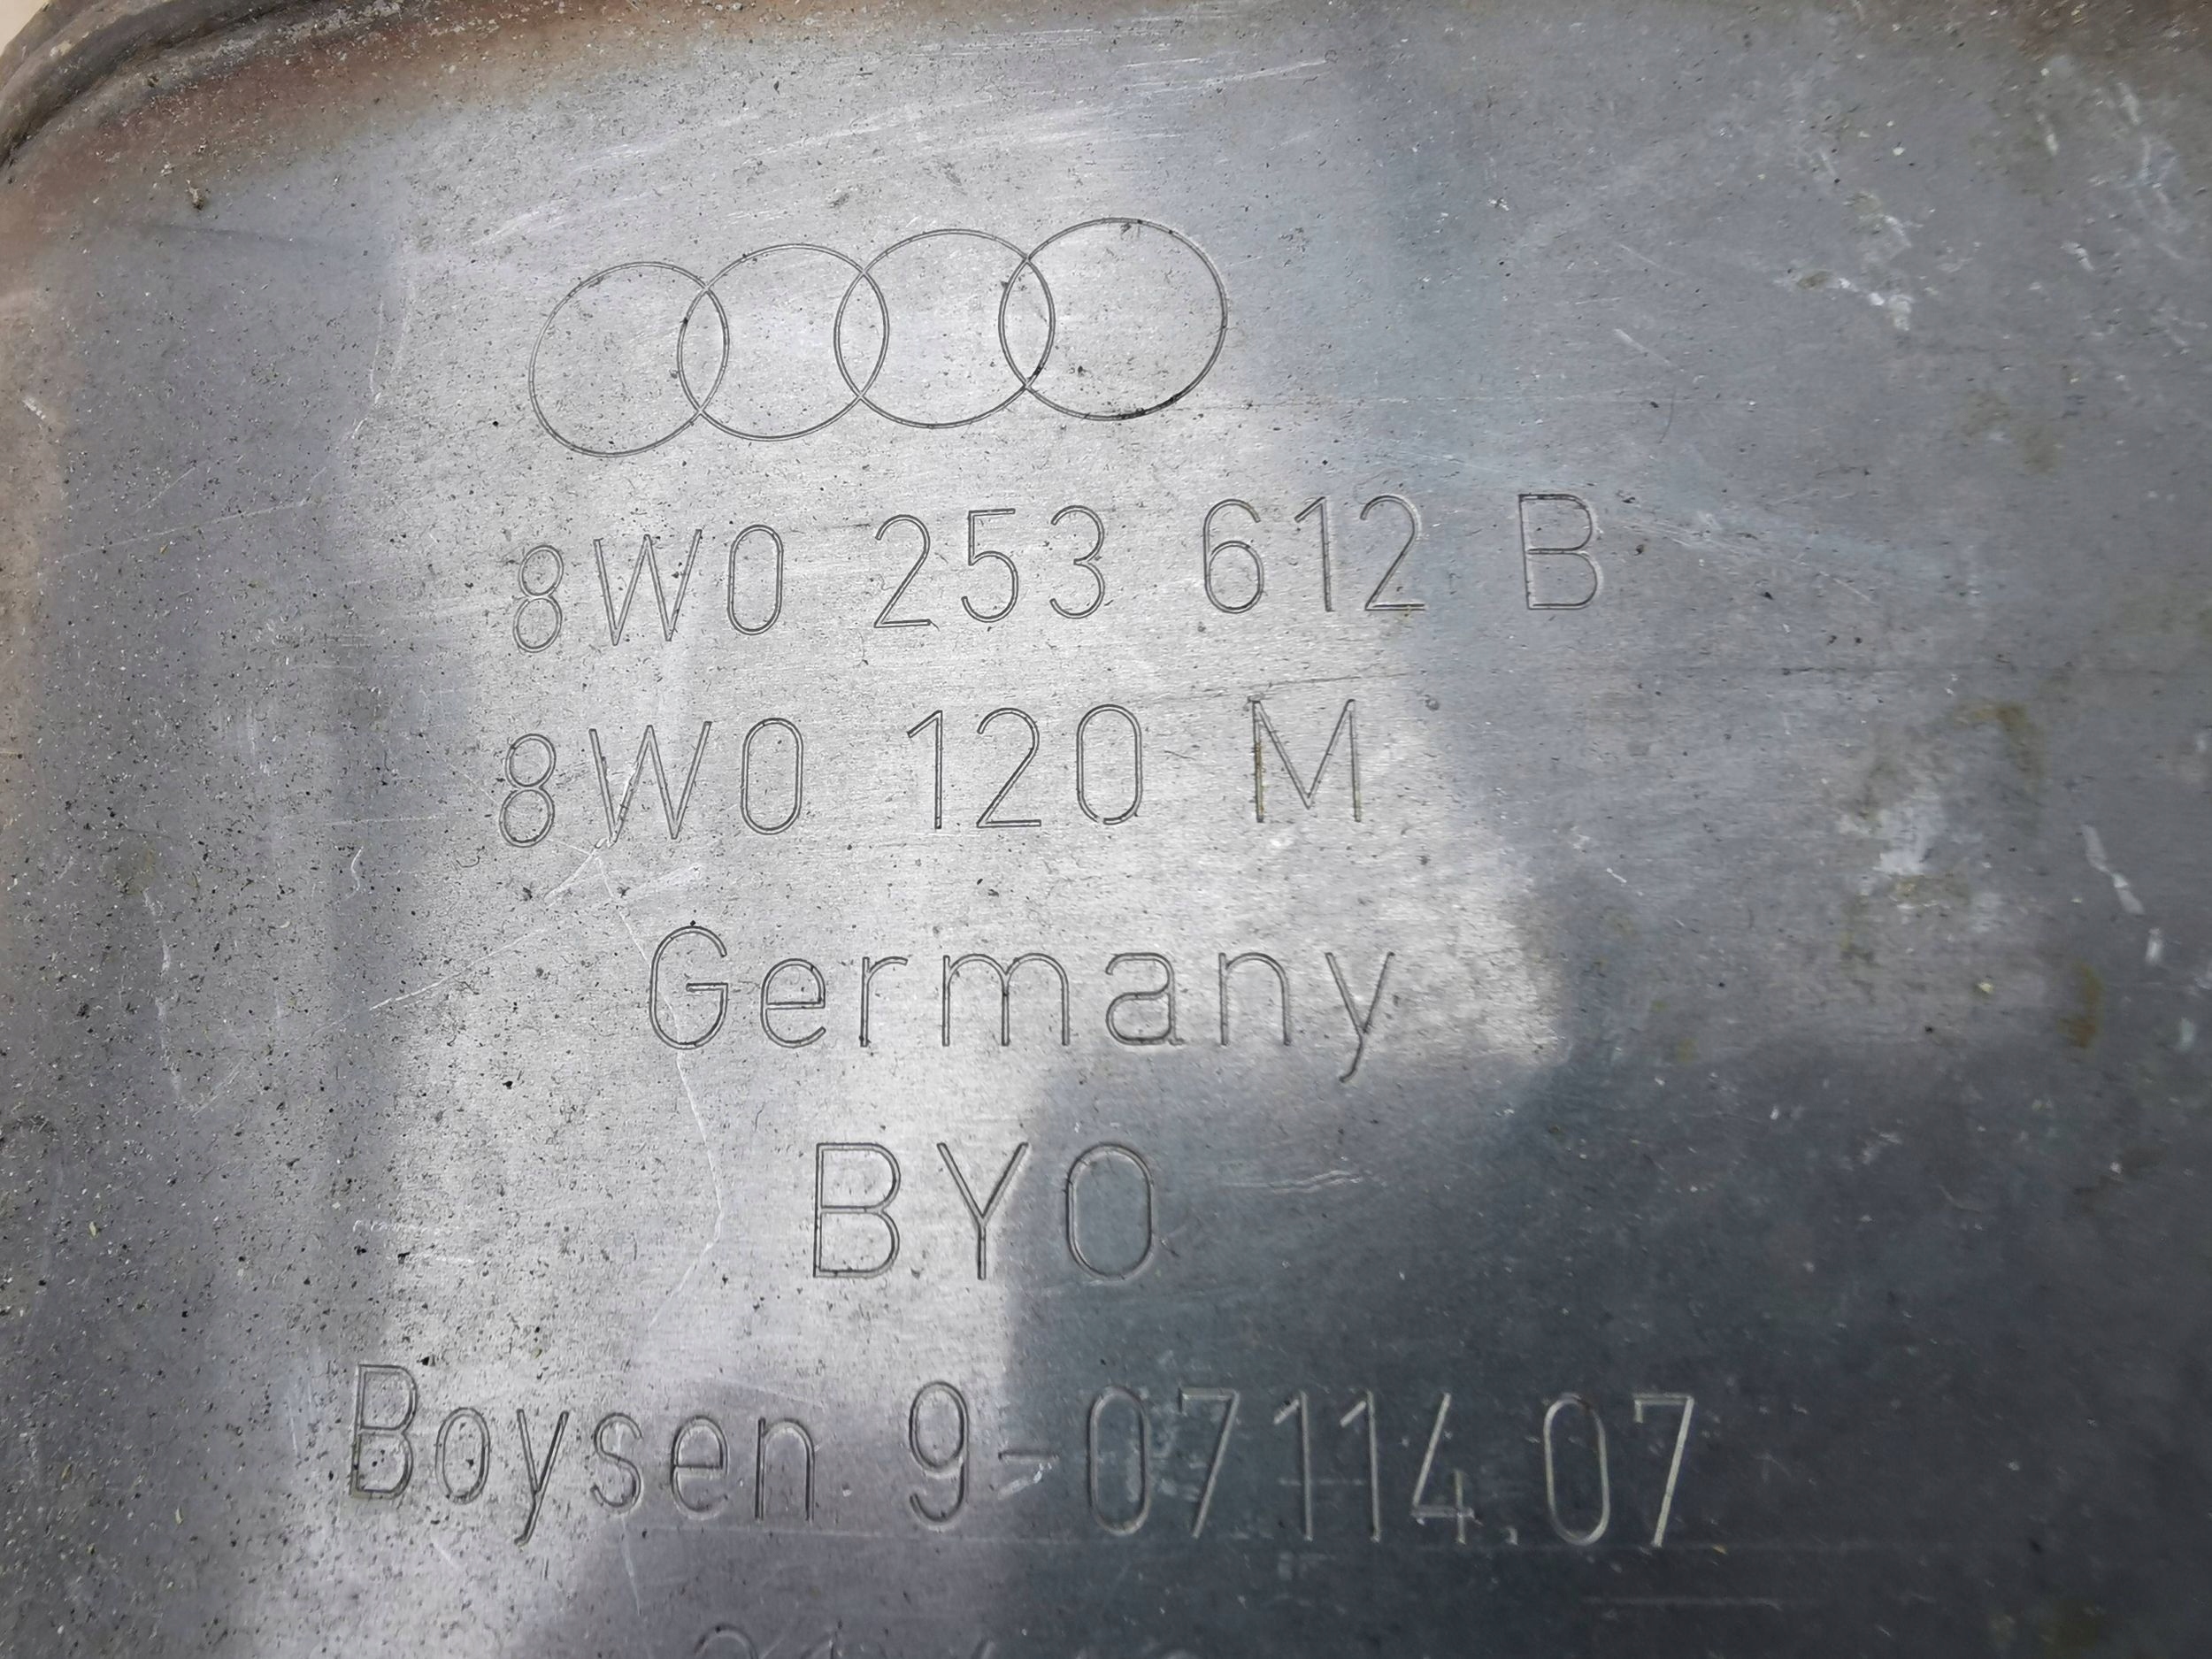 8W0 253 612 B
8W0 120 M
Germany
BYO
Boysen 9-07114.07